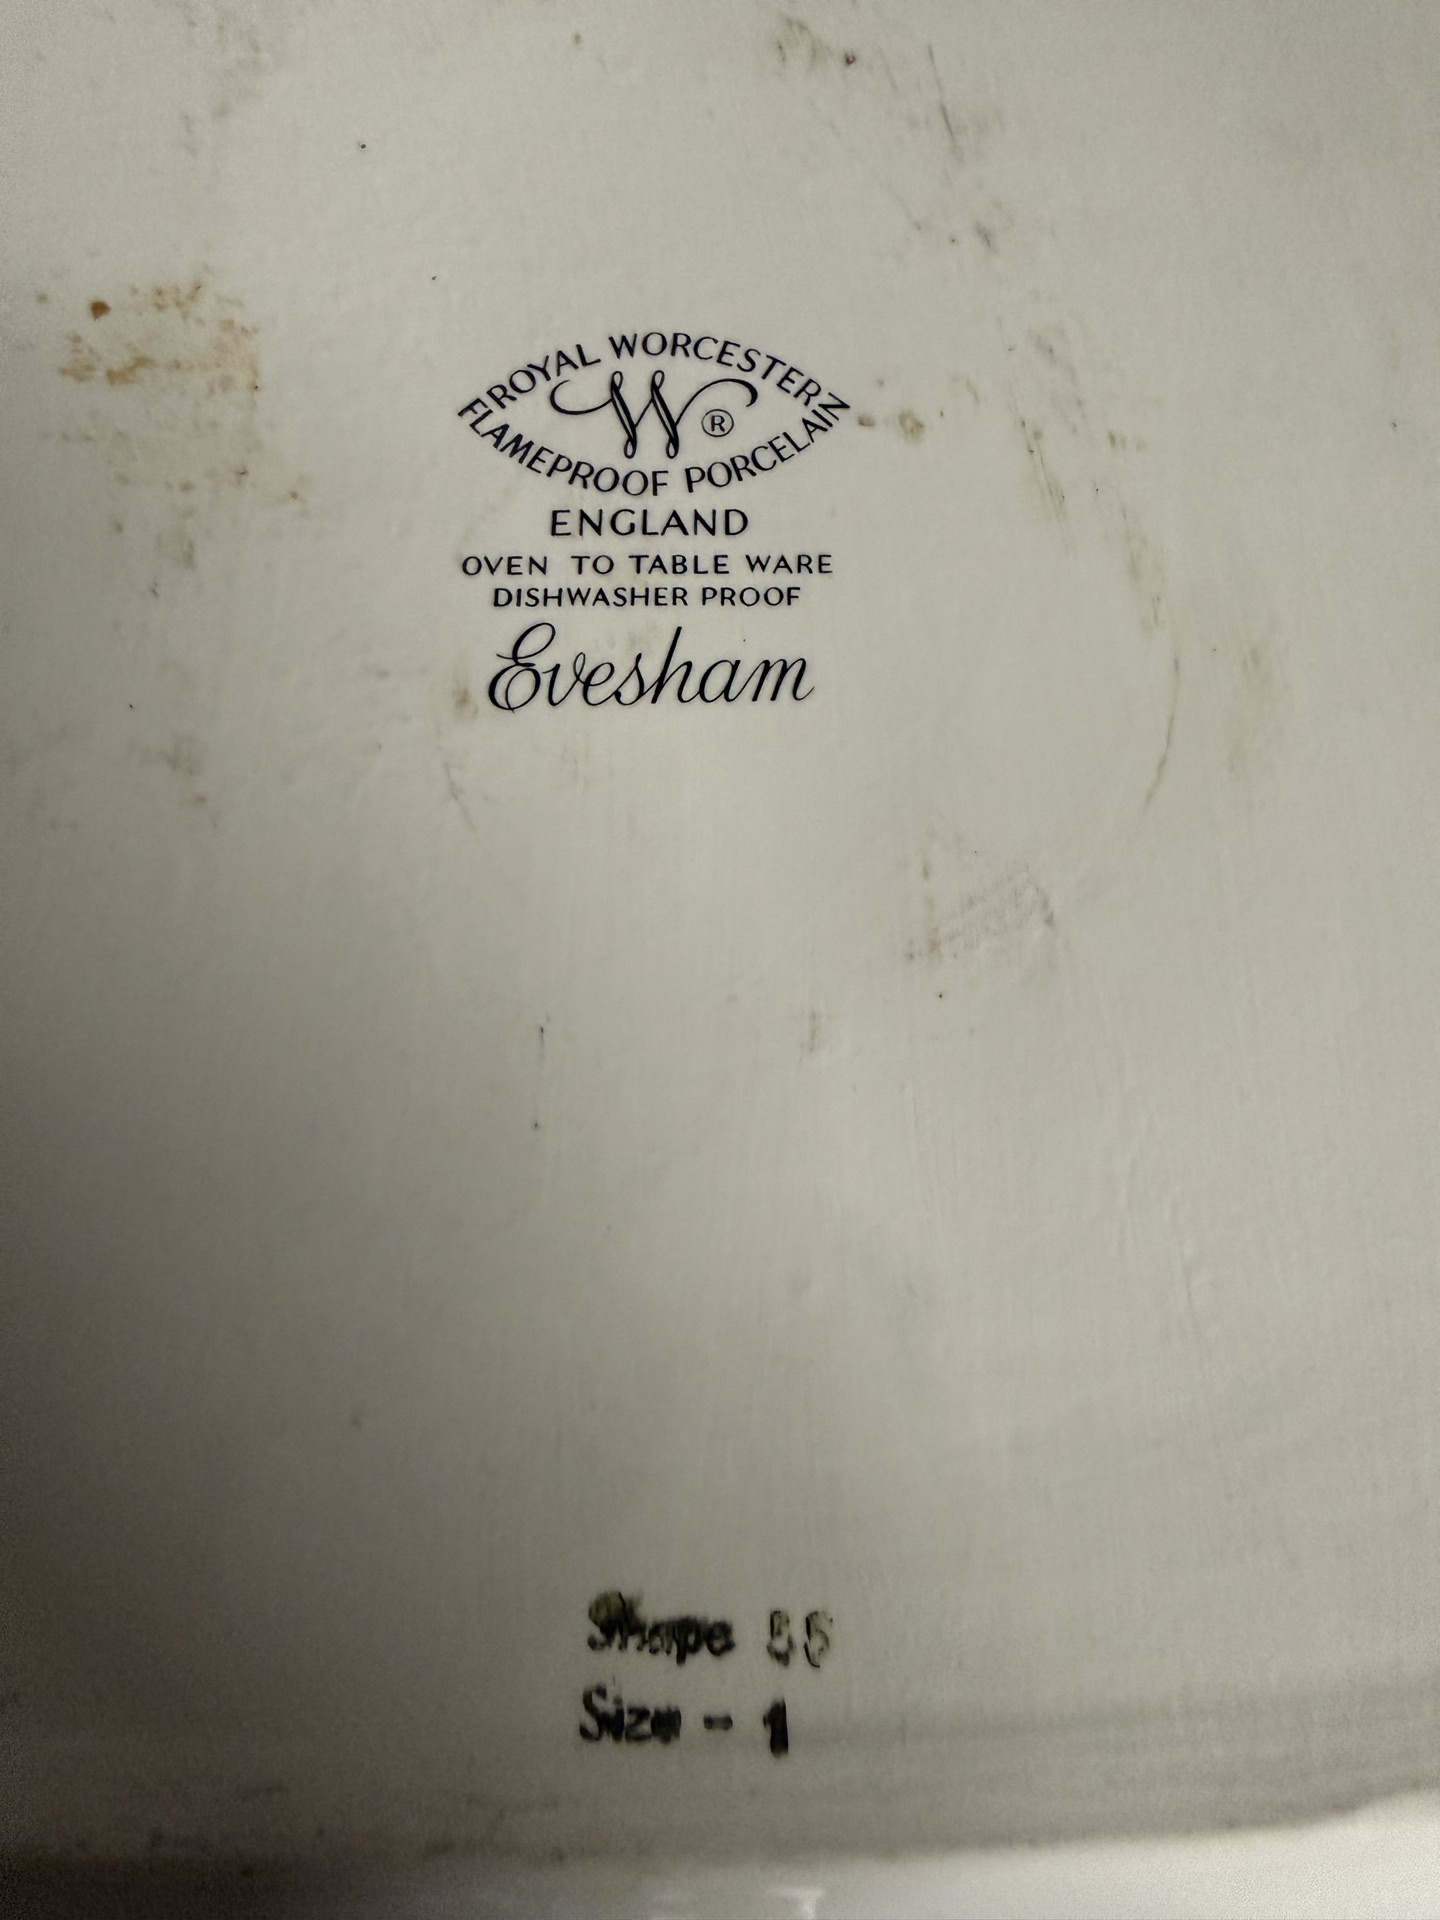 ROYAL WORCESTER
W®
FLAMEPROOF PORCELAIN
ENGLAND
OVEN TO TABLE WARE
DISHWASHER PROOF
Evesham
Shape
Size - 1